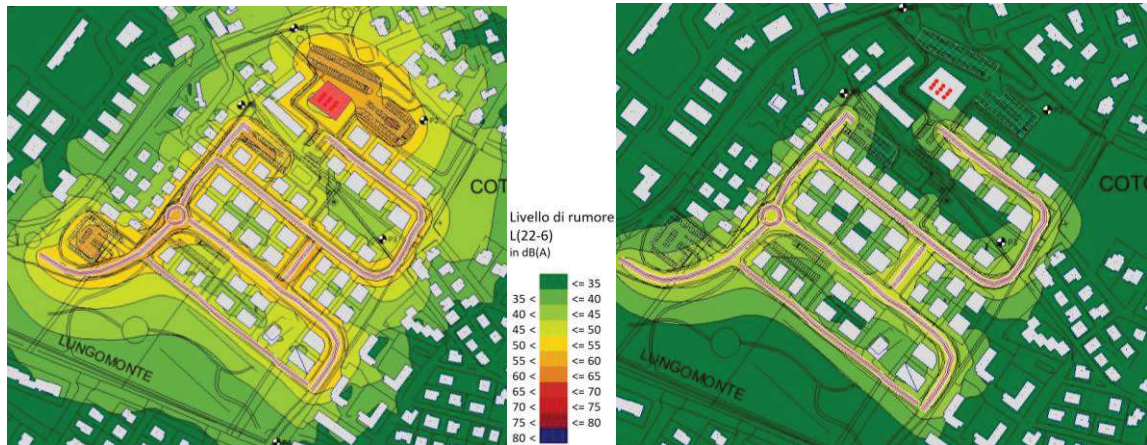 COT
LUNGOMONTE
Livello di rumore
L(22-6)
in dB(A)
<= 35
35 < <= 40
40 < <= 45
45 < <= 50
50 < <= 55
55 < <= 60
60 < <= 65
65 < <= 70
70 < <= 75
75 < <= 80
80 <
COTO
LUNGOMONTE